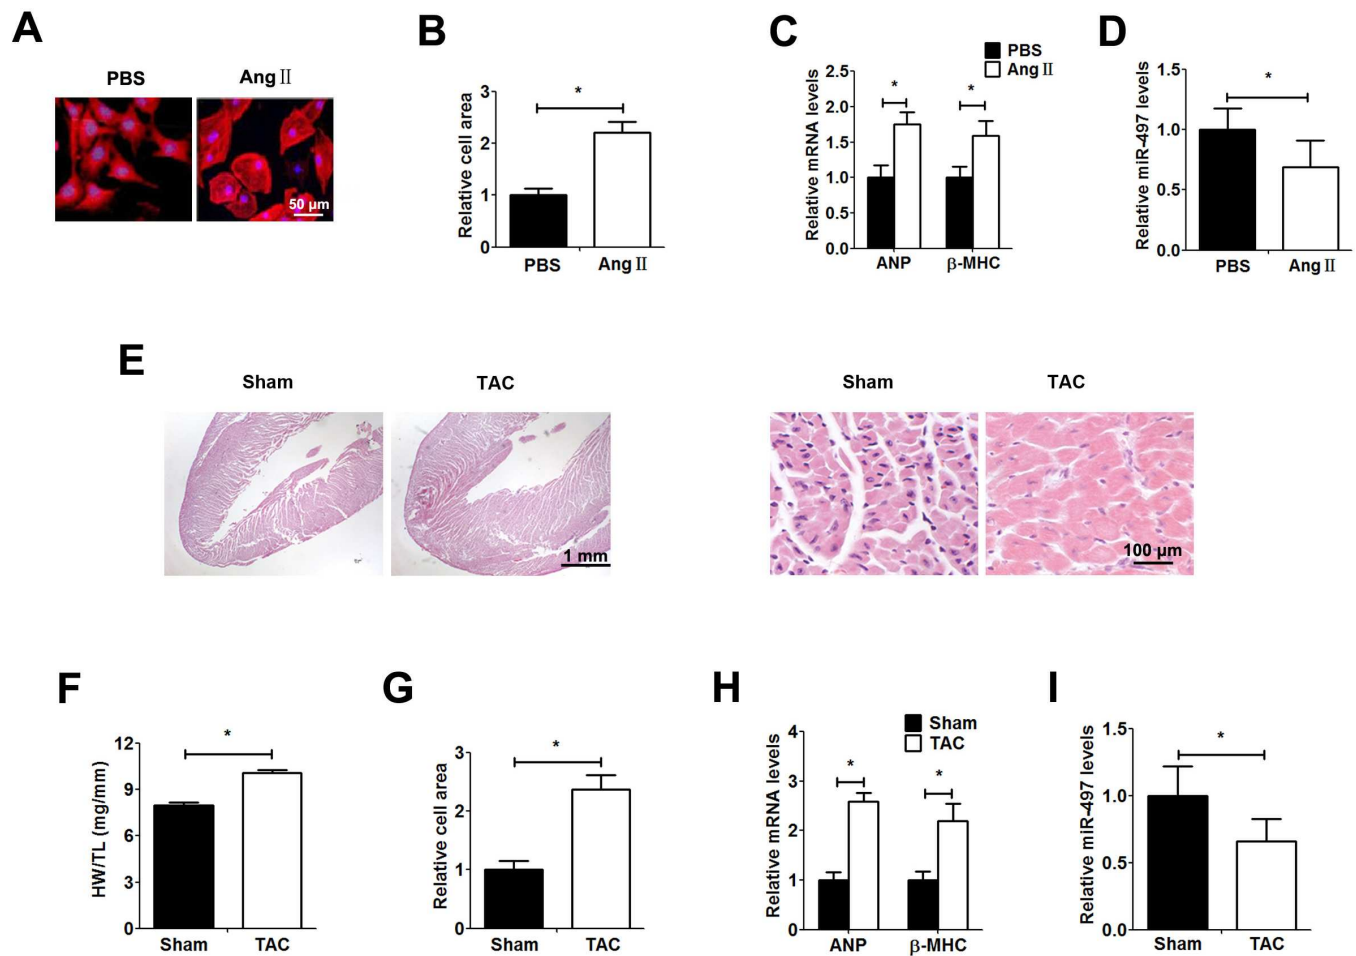 A
PBS
Ang Ⅱ
50 μm
B
Relative cell area
3
2
1
0
PBS
Ang Ⅱ
*
C
PBS
Ang Ⅱ
Relative mRNA levels
2.5
2.0
1.5
1.0
0.5
0.0
*
*
ANP
β-MHC
D
Relative miR-497 levels
1.5
1.0
0.5
0.0
*
PBS
Ang Ⅱ
E
Sham
TAC
Sham
TAC
1 mm
100 μm
F
HW/TL (mg/mm)
12
9
6
3
0
*
Sham
TAC
G
Relative cell area
3
2
1
0
*
Sham
TAC
H
Sham
TAC
Relative mRNA levels
4
3
2
1
0
*
*
ANP
β-MHC
I
Relative miR-497 levels
1.5
1.0
0.5
0.0
*
Sham
TAC